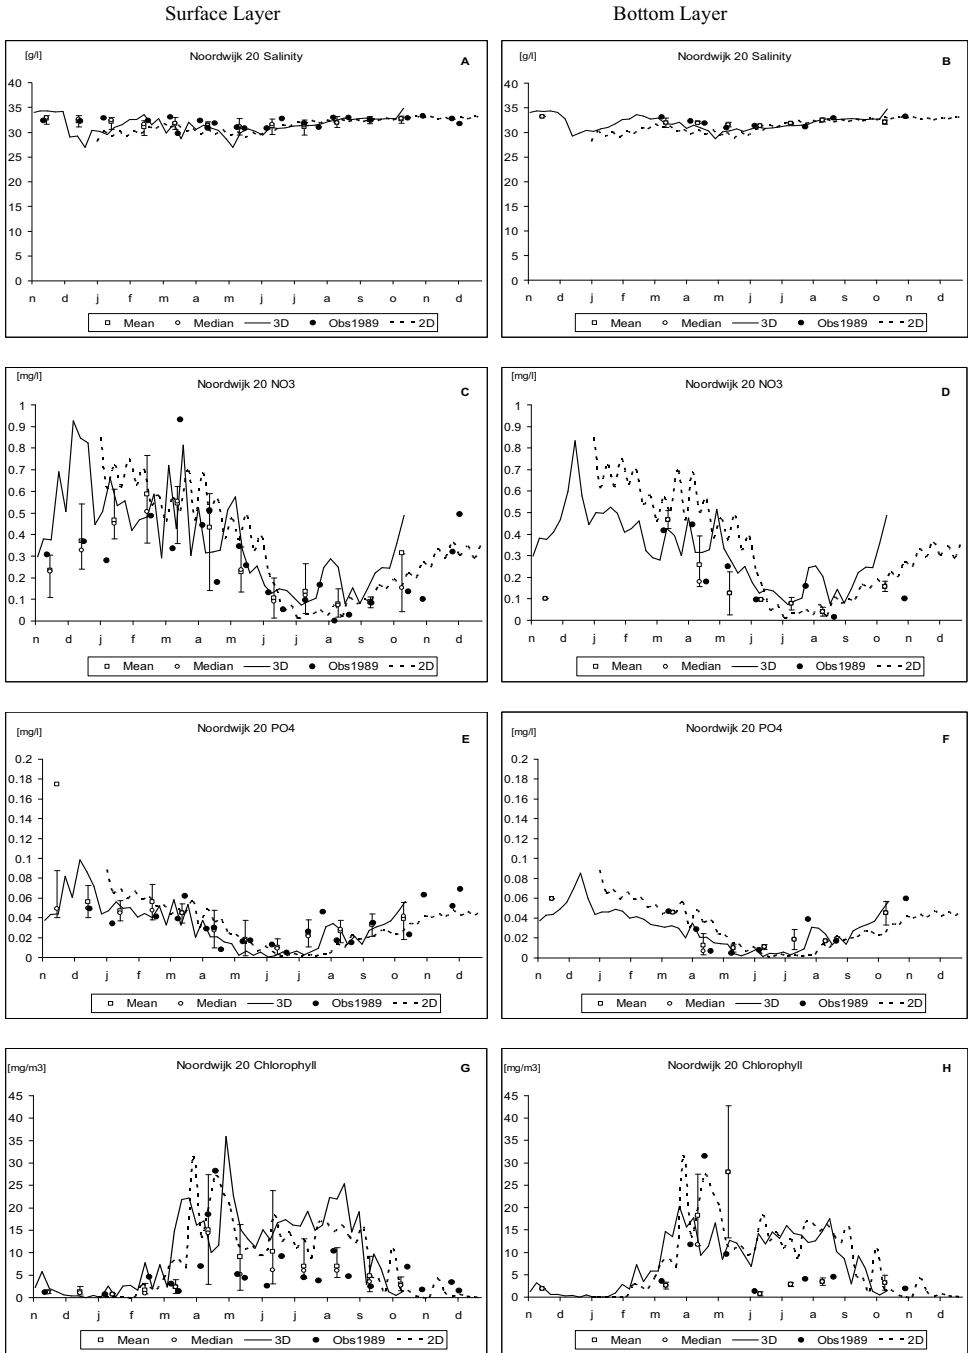 Surface Layer
Bottom Layer
[g/l]
Noordwijk 20 Salinity
A
40
35
30
25
20
15
10
5
0
n d j f m a m j j a s o n d
Mean Median 3D Obs1989 2D
[g/l]
Noordwijk 20 Salinity
B
40
35
30
25
20
15
10
5
0
n d j f m a m j j a s o n d
Mean Median 3D Obs1989 2D
[mg/l]
Noordwijk 20 NO3
C
1
0.9
0.8
0.7
0.6
0.5
0.4
0.3
0.2
0.1
0
n d j f m a m j j a s o n d
Mean Median 3D Obs1989 2D
[mg/l]
Noordwijk 20 NO3
D
1
0.9
0.8
0.7
0.6
0.5
0.4
0.3
0.2
0.1
0
n d j f m a m j j a s o n d
Mean Median 3D Obs1989 2D
[mg/l]
Noordwijk 20 PO4
E
0.2
0.18
0.16
0.14
0.12
0.1
0.08
0.06
0.04
0.02
0
n d j f m a m j j a s o n d
Mean Median 3D Obs1989 2D
[mg/l]
Noordwijk 20 PO4
F
0.2
0.18
0.16
0.14
0.12
0.1
0.08
0.06
0.04
0.02
0
n d j f m a m j j a s o n d
Mean Median 3D Obs1989 2D
[mg/m3]
Noordwijk 20 Chlorophyll
G
45
40
35
30
25
20
15
10
5
0
n d j f m a m j j a s o n d
Mean Median 3D Obs1989 2D
[mg/m3]
Noordwijk 20 Chlorophyll
H
45
40
35
30
25
20
15
10
5
0
n d j f m a m j j a s o n d
Mean Median 3D Obs1989 2D